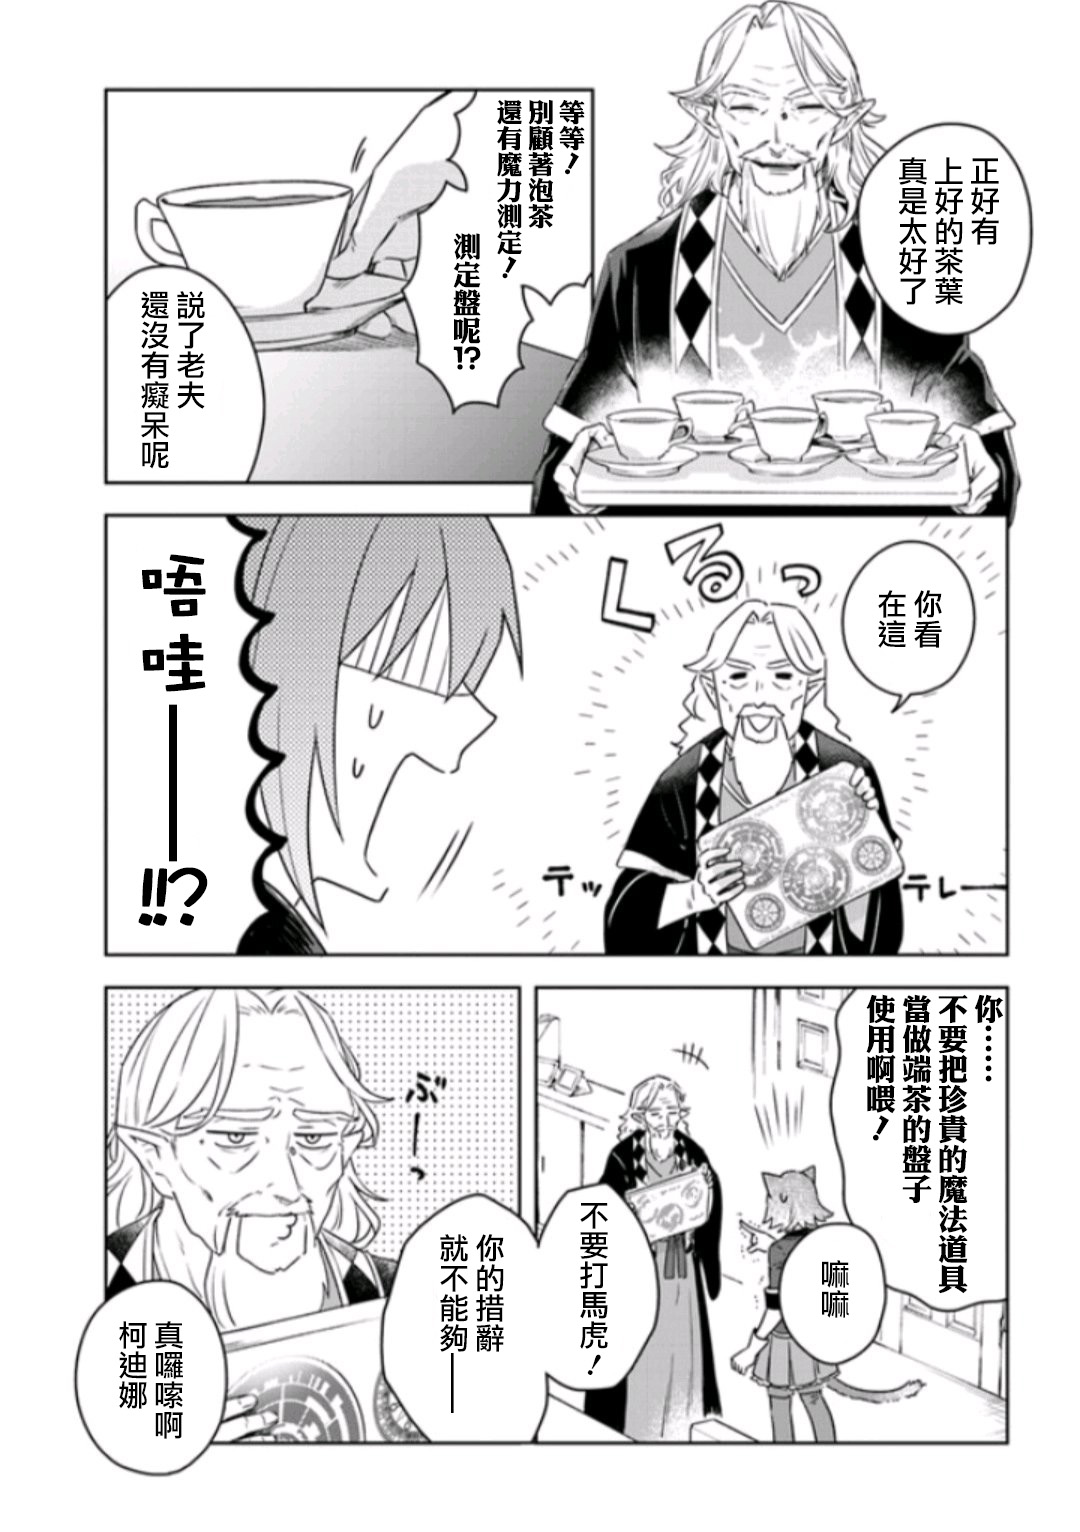 正好有
上好的茶葉
真是太好了
等等！
別顧著泡茶
還有魔力測定！
測定盤呢!?
説了老夫
還沒有癡呆呢
你看
在這
くるっ
テッ
テレー
唔哇——!!?
你……
不要把珍貴的魔法道具
當做端茶的盤子
使用啊喂！
嘛嘛
不要打馬虎！
你的措辭
就不能夠——
ぶーっ
真囉嗦啊
柯迪娜